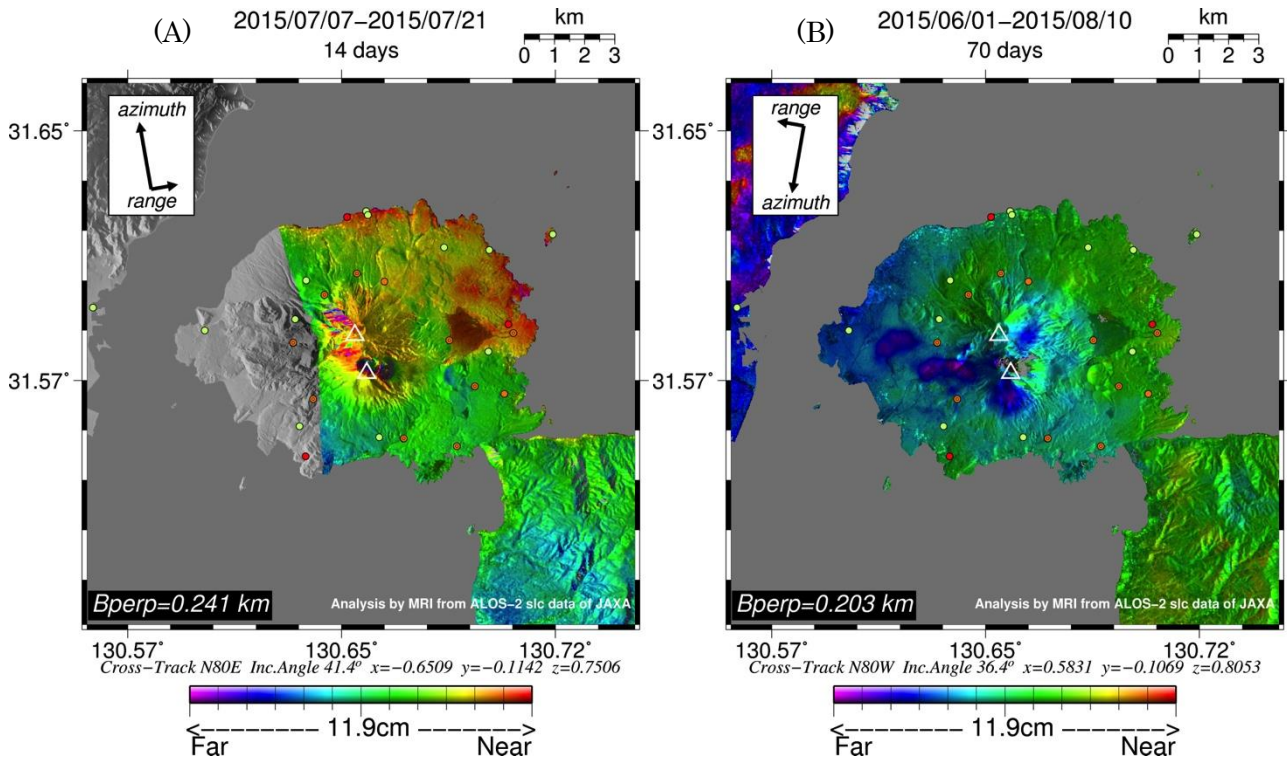 (A)
2015/07/07−2015/07/21
14 days
km
0 1 2 3
azimuth
range
31.65˚
31.57˚
Bperp=0.241 km
Analysis by MRI from ALOS−2 slc data of JAXA
130.57˚ 130.65˚ 130.72˚
Cross−Track N80E Inc.Angle 41.4º x=−0.6509 y=−0.1142 z=0.7506
<−−−−−−− 11.9cm −−−−−−−>
Far Near
(B)
2015/06/01−2015/08/10
70 days
km
0 1 2 3
range
azimuth
31.65˚
31.57˚
Bperp=0.203 km
Analysis by MRI from ALOS−2 slc data of JAXA
130.57˚ 130.65˚ 130.72˚
Cross−Track N80W Inc.Angle 36.4º x=0.5831 y=−0.1069 z=0.8053
<−−−−−−− 11.9cm −−−−−−−>
Far Near